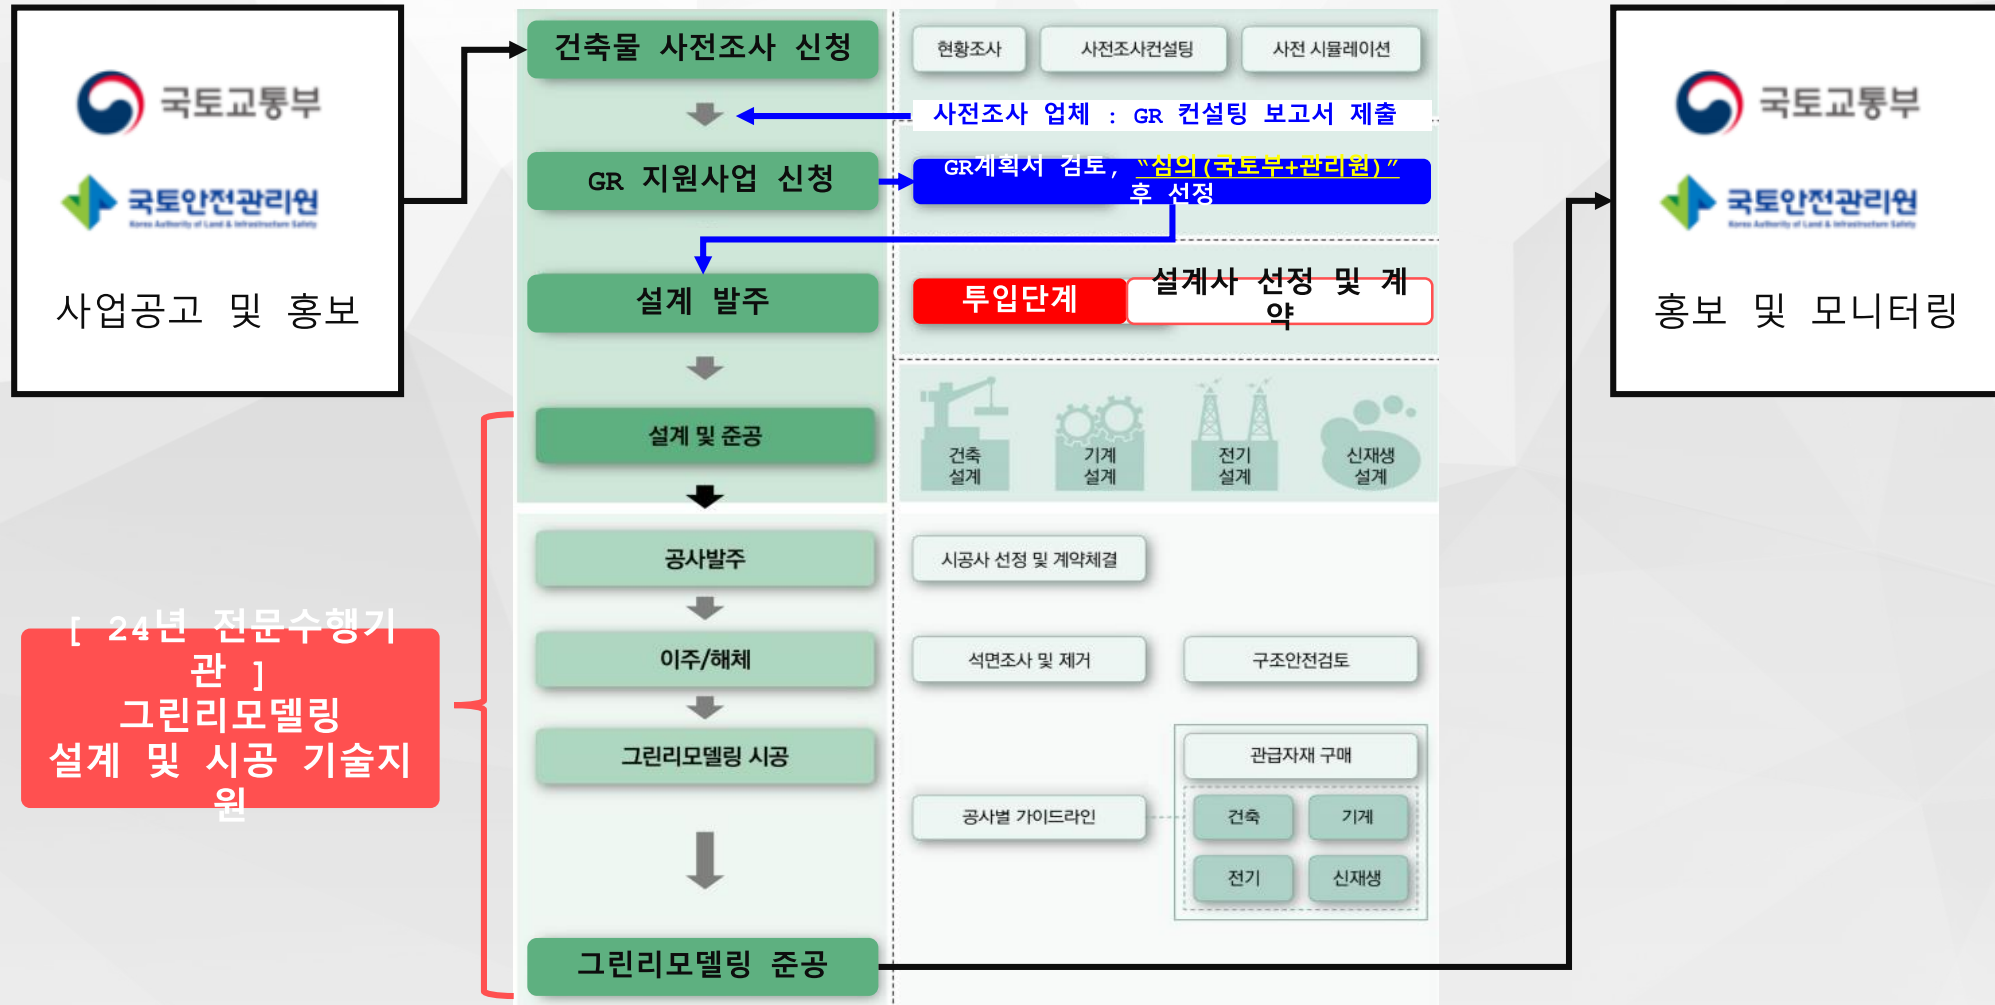 국토교통부
국토안전관리원
Korea Authority of Land & Infrastructure Safety
사업공고 및 홍보
건축물 사전조사 신청
현황조사
사전조사컨설팅
사전 시뮬레이션
사전조사 업체 : GR 컨설팅 보고서 제출
GR 지원사업 신청
GR계획서 검토, “심의(국토부+관리원)”
후 선정
설계 발주
투입단계
설계사 선정 및 계
약
설계 및 준공
건축
설계
기계
설계
전기
설계
신재생
설계
공사발주
시공사 선정 및 계약체결
이주/해체
석면조사 및 제거
구조안전검토
그린리모델링 시공
관급자재 구매
공사별 가이드라인
건축
기계
전기
신재생
그린리모델링 준공
[ 24년 전문수행기
관 ]
그린리모델링
설계 및 시공 기술지
원
국토교통부
국토안전관리원
Korea Authority of Land & Infrastructure Safety
홍보 및 모니터링